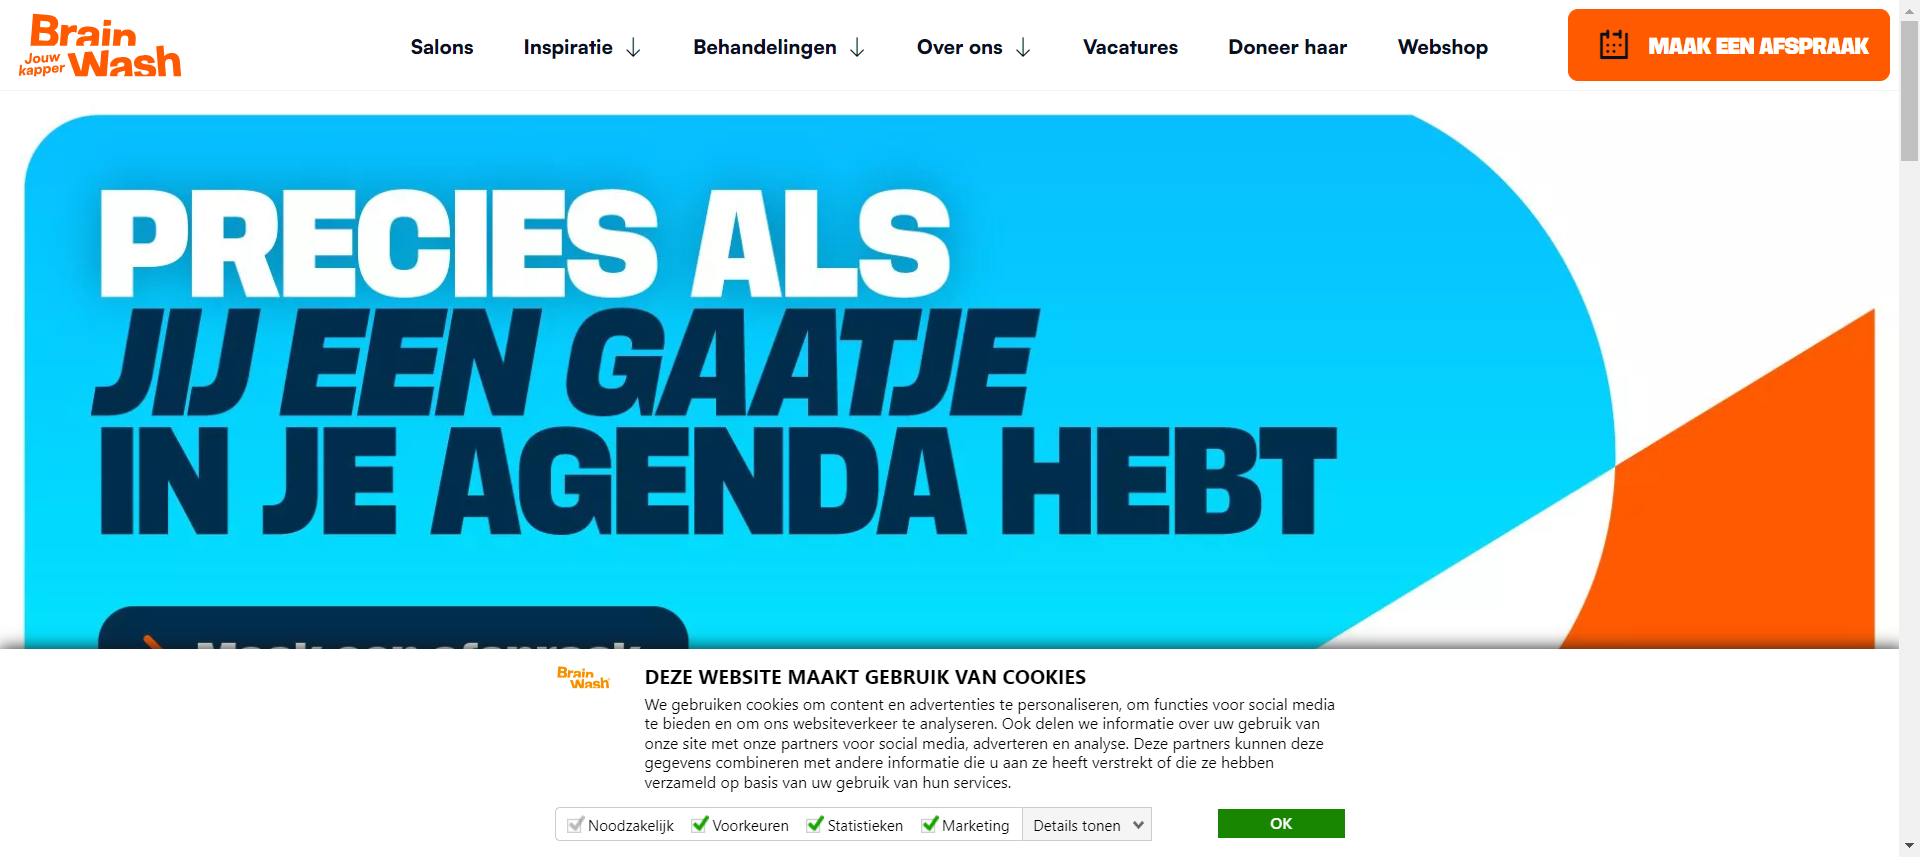 Brain
Jouw
kapper
Wash
Salons
Inspiratie
Behandelingen
Over ons
Vacatures
Doneer haar
Webshop
MAAK EEN AFSPRAAK
PRECIES ALS
JIJ EEN GAATJE
IN JE AGENDA HEBT
Maak een afspraak
Brain
Wash
DEZE WEBSITE MAAKT GEBRUIK VAN COOKIES
We gebruiken cookies om content en advertenties te personaliseren, om functies voor social media
te bieden en om ons websiteverkeer te analyseren. Ook delen we informatie over uw gebruik van
onze site met onze partners voor social media, adverteren en analyse. Deze partners kunnen deze
gegevens combineren met andere informatie die u aan ze heeft verstrekt of die ze hebben
verzameld op basis van uw gebruik van hun services.
Noodzakelijk
Voorkeuren
Statistieken
Marketing
Details tonen
OK